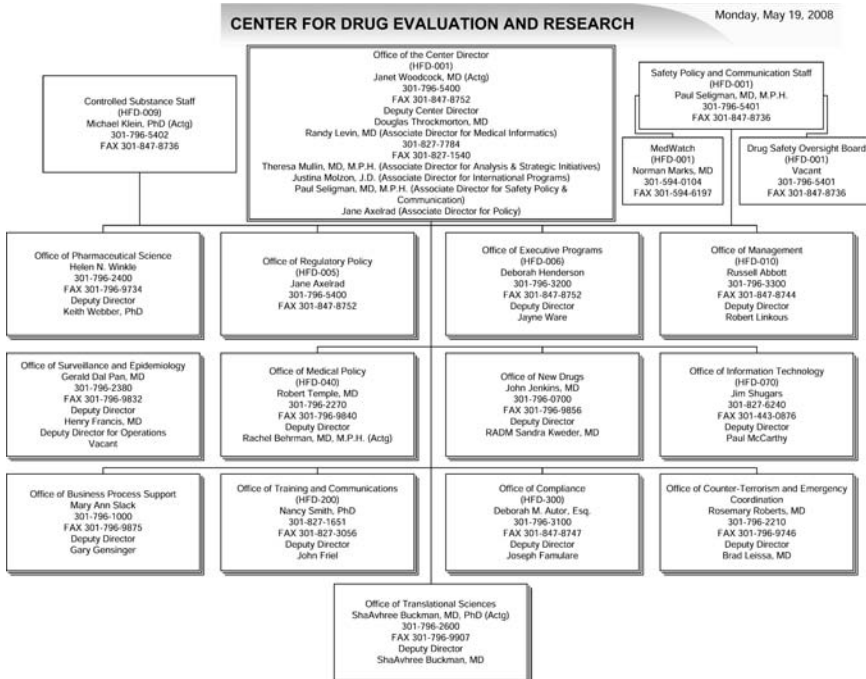 CENTER FOR DRUG EVALUATION AND RESEARCH
Monday, May 19, 2008
Office of the Center Director
(HFD-001)
Janet Woodcock, MD (Actg)
301-796-5400
FAX 301-847-8752
Deputy Center Director
Douglas Throckmorton, MD
Randy Levin, MD (Associate Director for Medical Informatics)
301-827-7784
FAX 301-827-1540
Theresa Mullin, MD, M.P.H. (Associate Director for Analysis & Strategic Initiatives)
Justina Molzon, J.D. (Associate Director for International Programs)
Paul Seligman, MD, M.P.H. (Associate Director for Safety Policy &
Communication)
Jane Axelrad (Associate Director for Policy)
Controlled Substance Staff
(HFD-009)
Michael Klein, PhD (Actg)
301-796-5402
FAX 301-847-8736
Safety Policy and Communication Staff
(HFD-001)
Paul Seligman, MD, M.P.H.
301-796-5401
FAX 301-847-8736
MedWatch
(HFD-001)
Norman Marks, MD
301-594-0104
FAX 301-594-6197
Drug Safety Oversight Board
(HFD-001)
Vacant
301-796-5401
FAX 301-847-8736
Office of Pharmaceutical Science
Helen N. Winkle
301-796-2400
FAX 301-796-9734
Deputy Director
Keith Webber, PhD
Office of Regulatory Policy
(HFD-005)
Jane Axelrad
301-796-5400
FAX 301-847-8752
Office of Executive Programs
(HFD-006)
Deborah Henderson
301-796-3200
FAX 301-847-8752
Deputy Director
Jayne Ware
Office of Management
(HFD-010)
Russell Abbott
301-796-3300
FAX 301-847-8744
Deputy Director
Robert Linkous
Office of Surveillance and Epidemiology
Gerald Dal Pan, MD
301-796-2380
FAX 301-796-9832
Deputy Director
Henry Francis, MD
Deputy Director for Operations
Vacant
Office of Medical Policy
(HFD-040)
Robert Temple, MD
301-796-2270
FAX 301-796-9840
Deputy Director
Rachel Behrman, MD, M.P.H. (Actg)
Office of New Drugs
John Jenkins, MD
301-796-0700
FAX 301-796-9856
Deputy Director
RADM Sandra Kweder, MD
Office of Information Technology
(HFD-070)
Jim Shugars
301-827-6240
FAX 301-443-0876
Deputy Director
Paul McCarthy
Office of Business Process Support
Mary Ann Slack
301-796-1000
FAX 301-796-9875
Deputy Director
Gary Gensinger
Office of Training and Communications
(HFD-200)
Nancy Smith, PhD
301-827-1651
FAX 301-827-3056
Deputy Director
John Friel
Office of Compliance
(HFD-300)
Deborah M. Autor, Esq.
301-796-3100
FAX 301-847-8747
Deputy Director
Joseph Famulare
Office of Counter-Terrorism and Emergency
Coordination
Rosemary Roberts, MD
301-796-2210
FAX 301-796-9746
Deputy Director
Brad Leissa, MD
Office of Translational Sciences
ShaAvhree Buckman, MD, PhD (Actg)
301-796-2600
FAX 301-796-9907
Deputy Director
ShaAvhree Buckman, MD